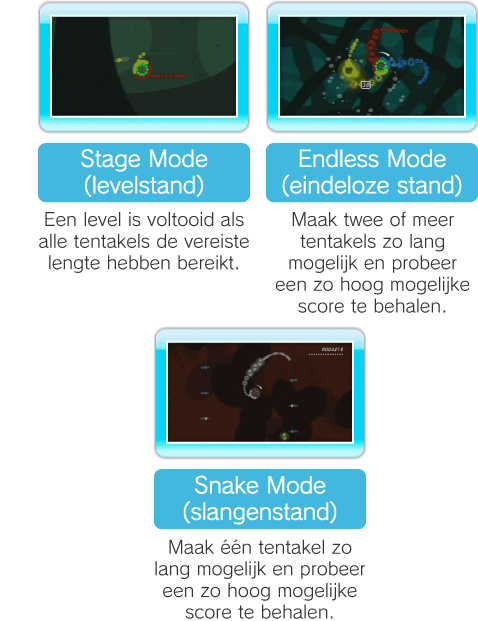 Stage Mode
(levelstand)
Een level is voltooid als
alle tentakels de vereiste
lengte hebben bereikt.
Endless Mode
(eindeloze stand)
Maak twee of meer
tentakels zo lang
mogelijk en probeer
een zo hoog mogelijke
score te behalen.
Snake Mode
(slangenstand)
Maak één tentakel zo
lang mogelijk en probeer
een zo hoog mogelijke
score te behalen.